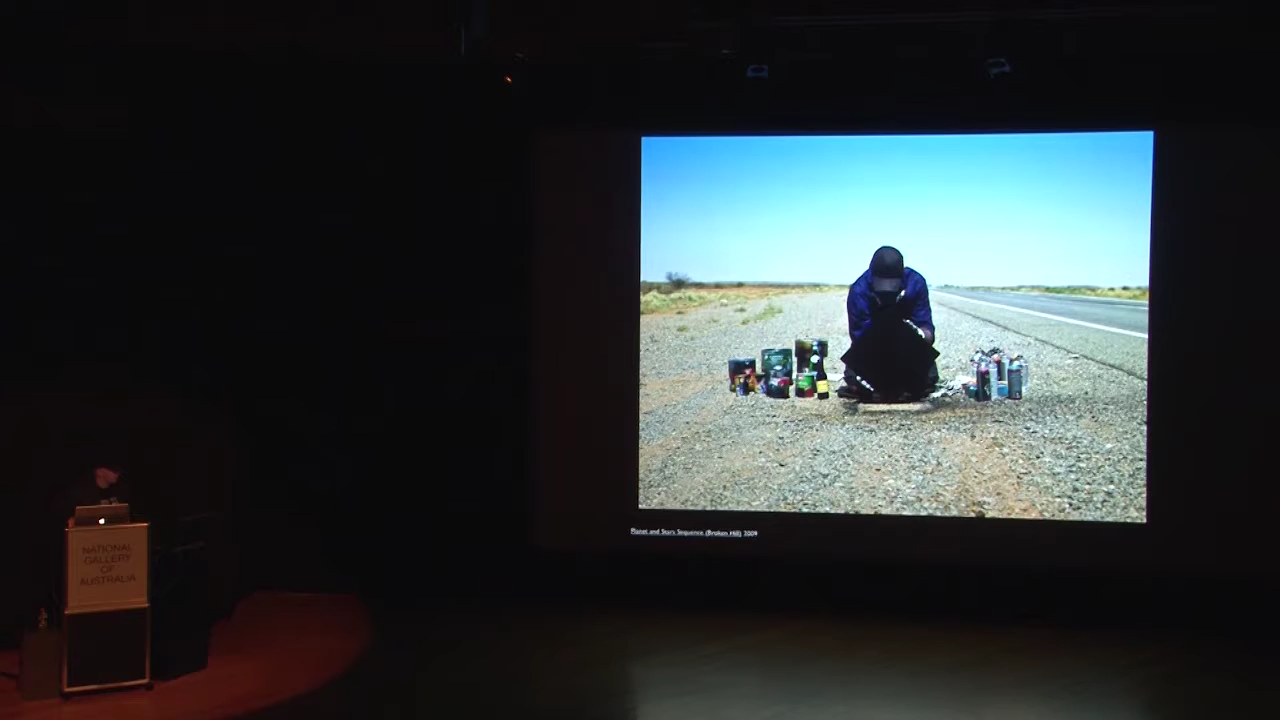 NATIONAL
GALLERY
OF
AUSTRALIA
Planet and Stars Sequence (Broken Hill) 2009